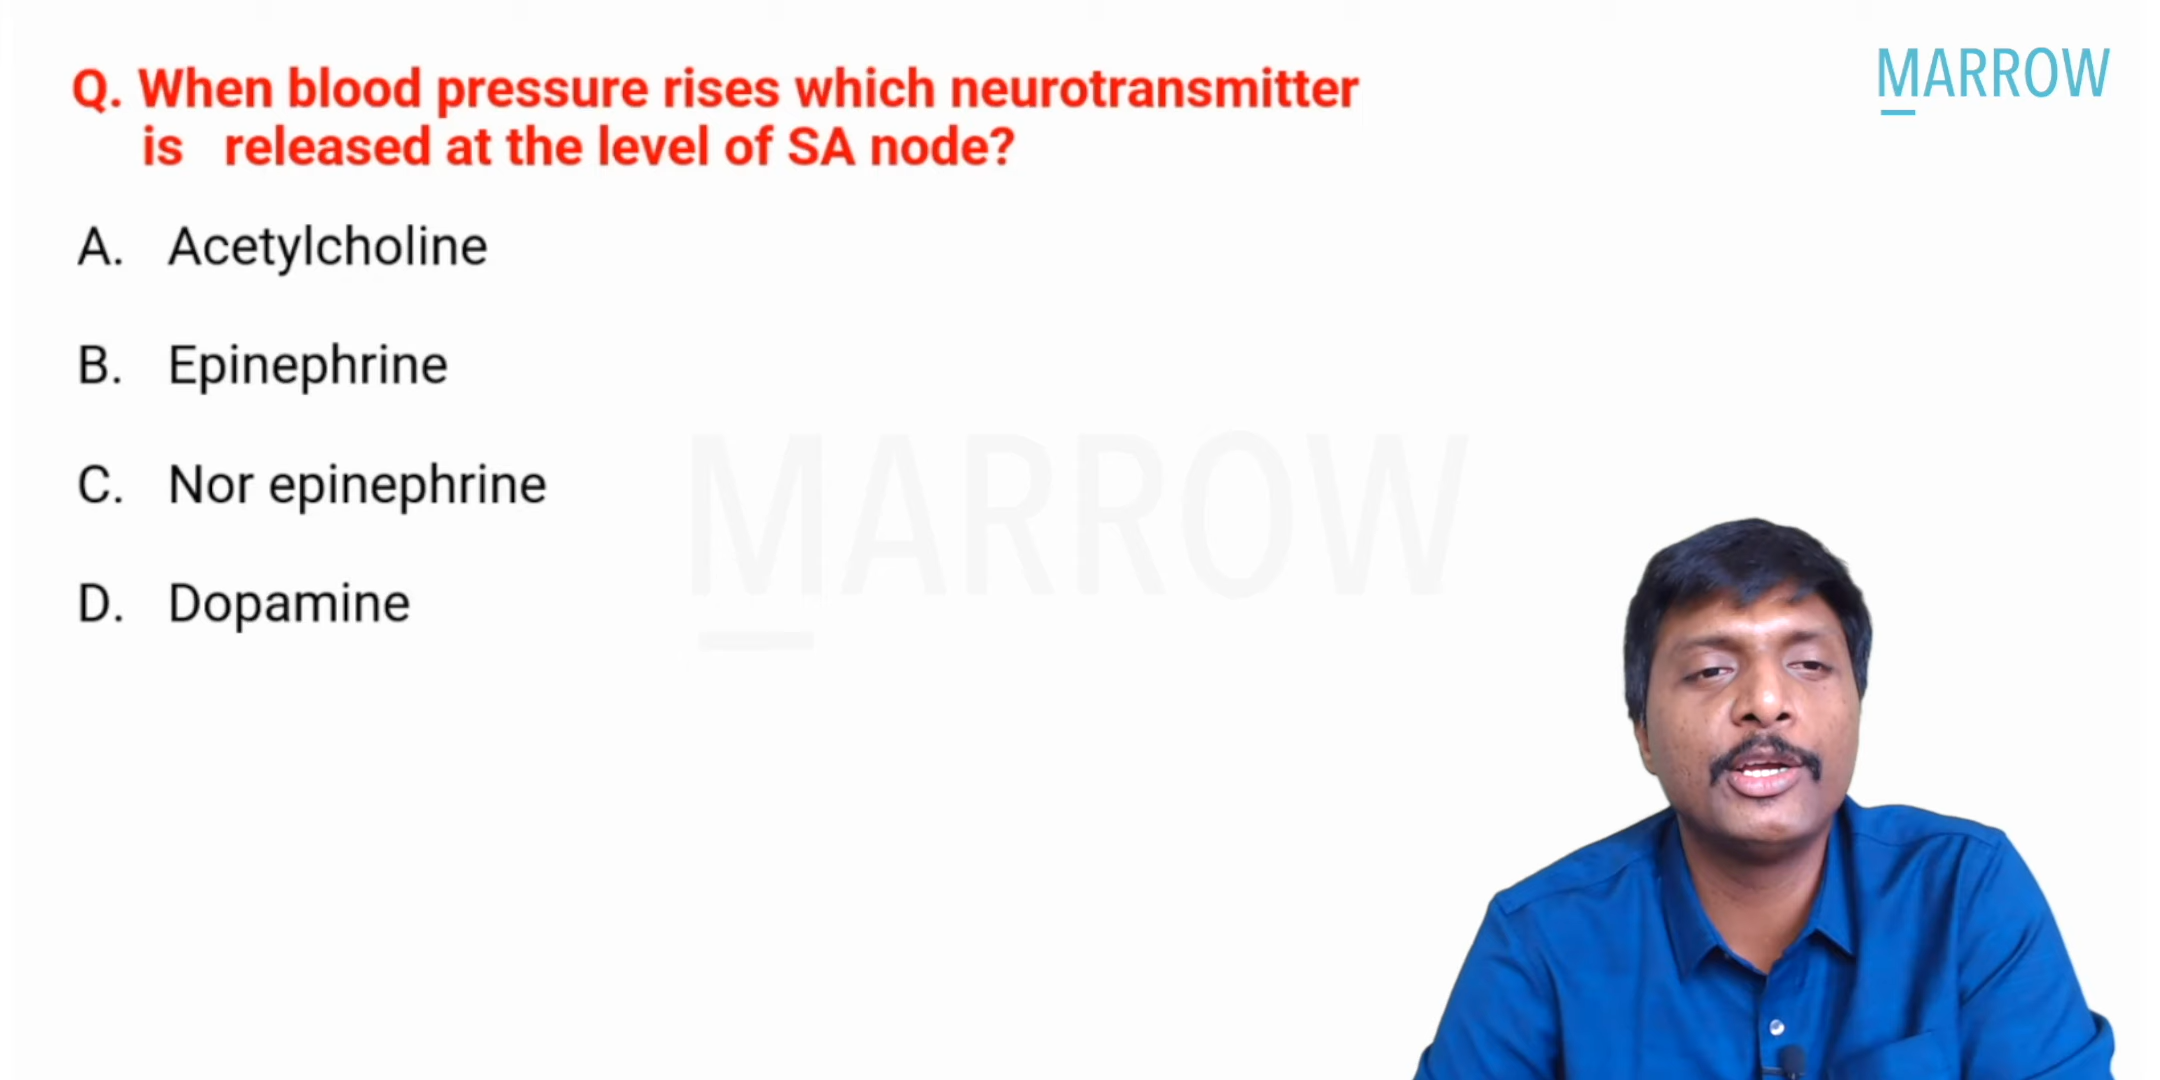 MARROW
Q. When blood pressure rises which neurotransmitter
is released at the level of SA node?
A. Acetylcholine
B. Epinephrine
C. Nor epinephrine
D. Dopamine
MARROW